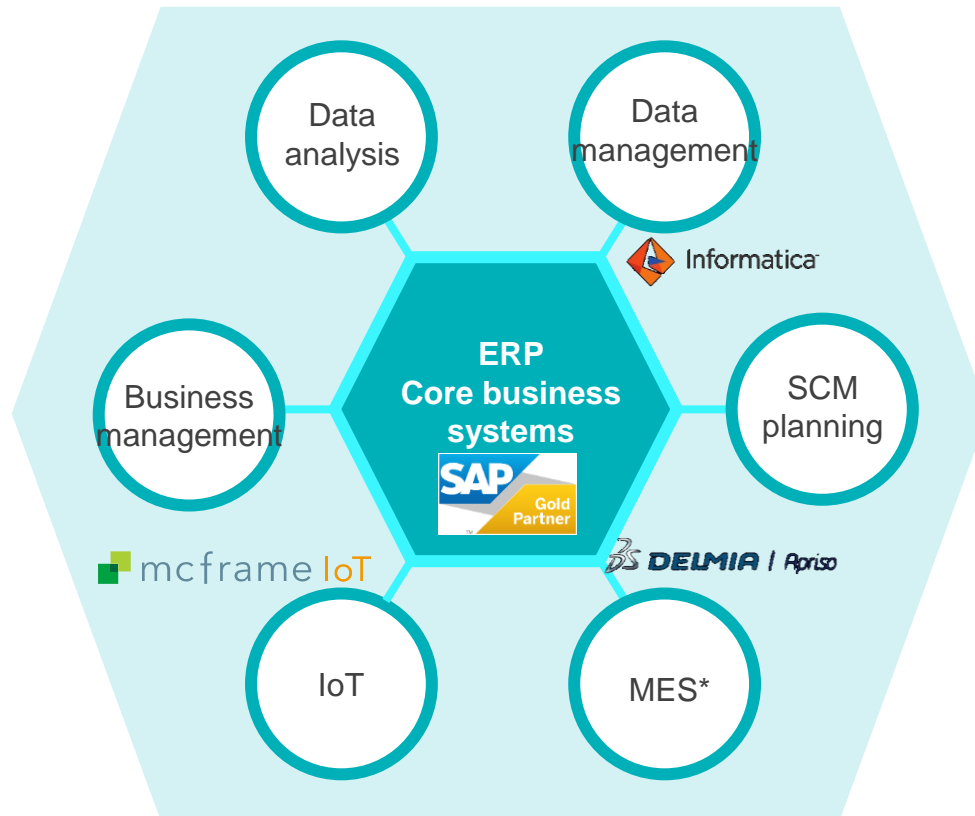 Data
analysis
Data
management
Informatica
ERP
Core business
systems
SAP
Gold
Partner
™
Business
management
SCM
planning
mcframe IoT
DELMIA | Apriso
IoT
MES*